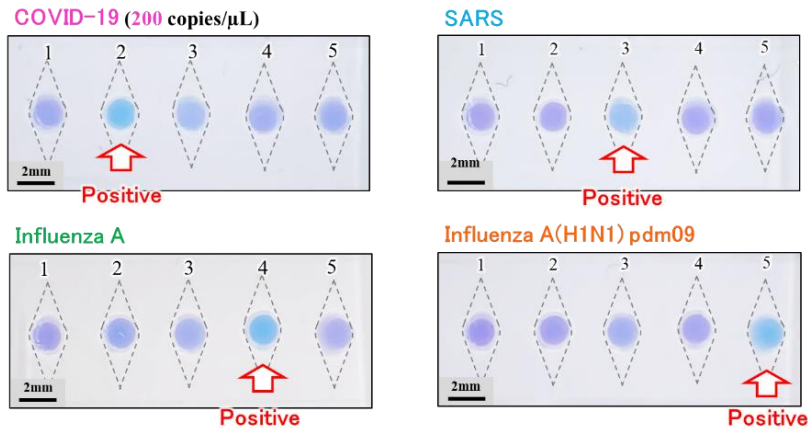 COVID-19 (200 copies/µL)
1 2 3 4 5
2mm
Positive
SARS
1 2 3 4 5
2mm
Positive
Influenza A
1 2 3 4 5
2mm
Positive
Influenza A(H1N1) pdm09
1 2 3 4 5
2mm
Positive